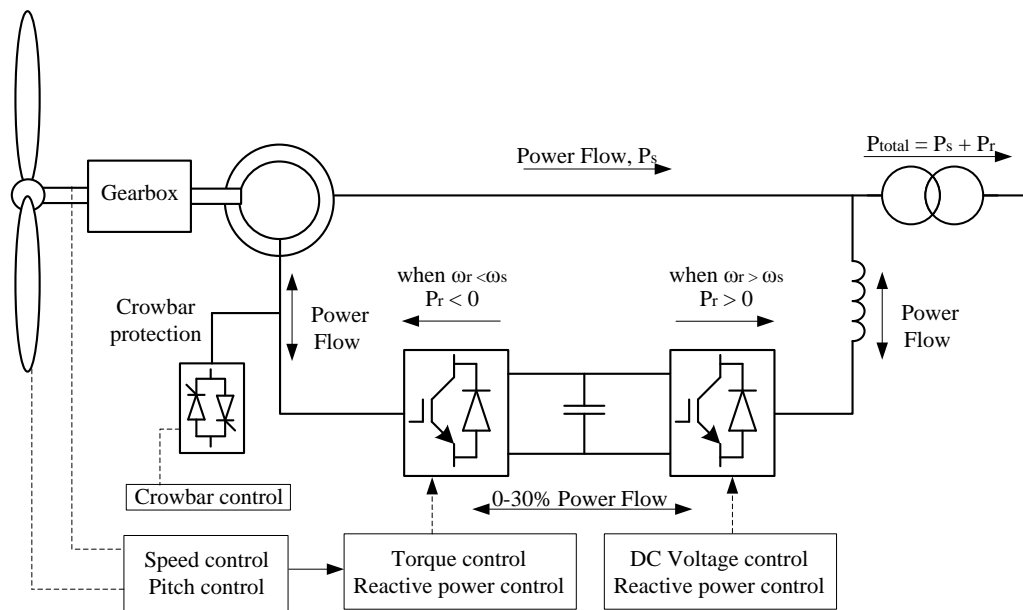 Ptotal = Ps + Pr
Power Flow, Ps
Gearbox
when ωr <ωs
Pr < 0
when ωr > ωs
Pr > 0
Crowbar
protection
Power
Flow
Power
Flow
Crowbar control
0-30% Power Flow
Speed control
Pitch control
Torque control
Reactive power control
DC Voltage control
Reactive power control